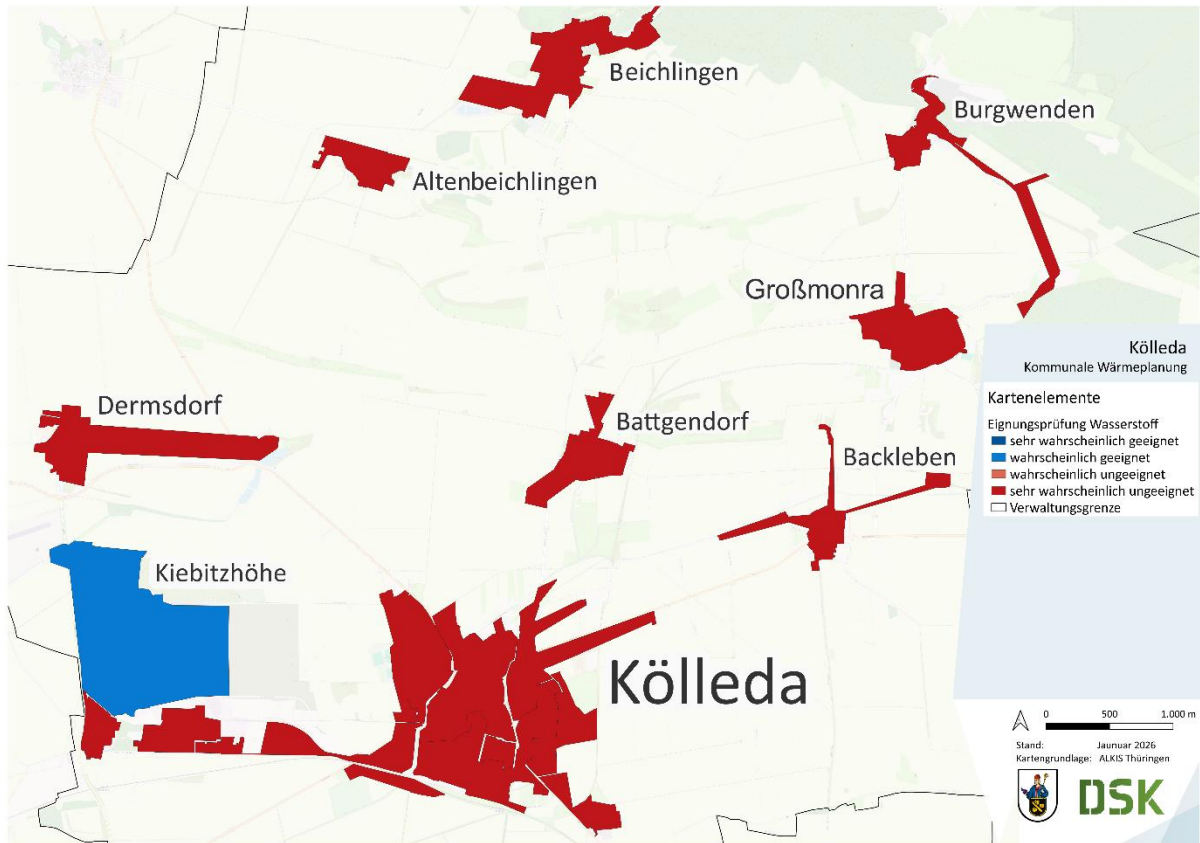 Beichlingen
Burgwenden
Altenbeichlingen
Großmonra
Kölleda
Kommunale Wärmeplanung
Kartenelemente
Eignungsprüfung Wasserstoff
sehr wahrscheinlich geeignet
wahrscheinlich geeignet
wahrscheinlich ungeeignet
sehr wahrscheinlich ungeeignet
Verwaltungsgrenze
Dermsdorf
Battgendorf
Backleben
Kiebitzhöhe
Kölleda
0 500 1.000 m
Stand: Jaunuar 2026
Kartengrundlage: ALKIS Thüringen
DSK